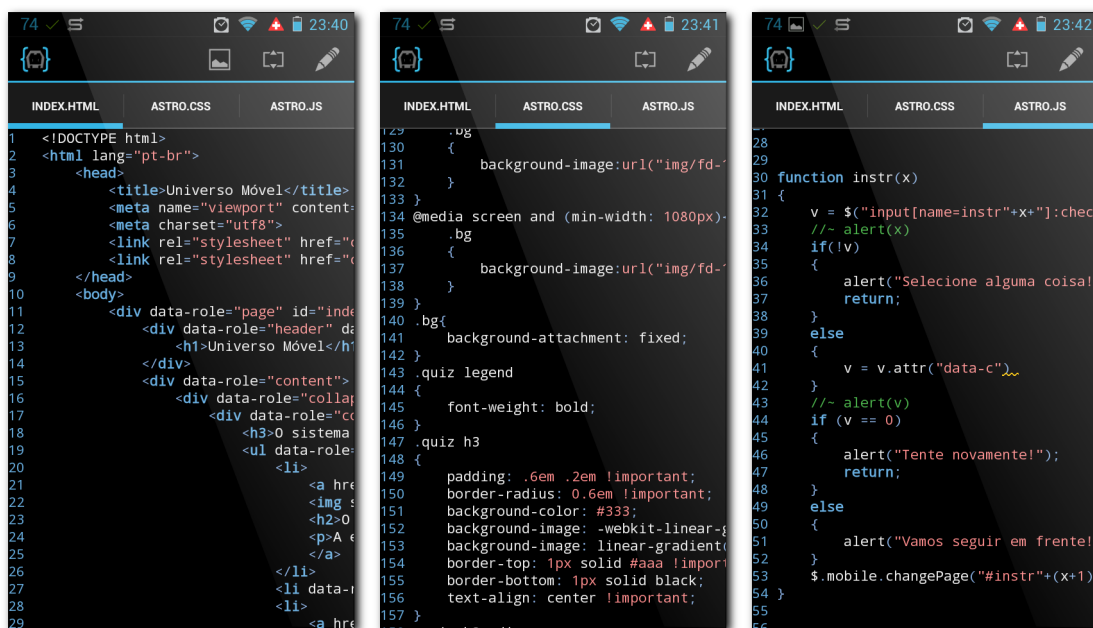 74 23:40
INDEX.HTML ASTRO.CSS ASTRO.JS
1 <!DOCTYPE html>
2 <html lang="pt-br">
3 <head>
4 <title>Universo Móvel</title>
5 <meta name="viewport" content=
6 <meta charset="utf8">
7 <link rel="stylesheet" href="
8 <link rel="stylesheet" href="
9 </head>
10 <body>
11 <div data-role="page" id="inde
12 <div data-role="header" da
13 <h1>Universo Móvel</h1
14 </div>
15 <div data-role="content">
16 <div data-role="collap
17 <div data-role="co
18 <h3>O sistema
19 <ul data-role=
20 <li>
21 <a hre
22 <img s
23 <h2>O
24 <p>A e
25 </a>
26 </li>
27 <li data-r
28 <li>
29 <a hre
74 23:41
INDEX.HTML ASTRO.CSS ASTRO.JS
129 .bg
130 {
131 background-image:url("img/fd-1
132 }
133 }
134 @media screen and (min-width: 1080px)
135 .bg
136 {
137 background-image:url("img/fd-1
138 }
139 }
140 .bg{
141 background-attachment: fixed;
142 }
143 .quiz legend
144 {
145 font-weight: bold;
146 }
147 .quiz h3
148 {
149 padding: .6em .2em !important;
150 border-radius: 0.6em !important;
151 background-color: #333;
152 background-image: -webkit-linear-g
153 background-image: linear-gradient(
154 border-top: 1px solid #aaa !import
155 border-bottom: 1px solid black;
156 text-align: center !important;
157 }
74 23:42
INDEX.HTML ASTRO.CSS ASTRO.JS
28
29
30 function instr(x)
31 {
32 v = $("input[name=instr"+x+"]:chec
33 //~ alert(x)
34 if(!v)
35 {
36 alert("Selecione alguma coisa!
37 return;
38 }
39 else
40 {
41 v = v.attr("data-c")
42 }
43 //~ alert(v)
44 if (v == 0)
45 {
46 alert("Tente novamente!");
47 return;
48 }
49 else
50 {
51 alert("Vamos seguir em frente!
52 }
53 $.mobile.changePage("#instr"+(x+1)
54 }
55
56